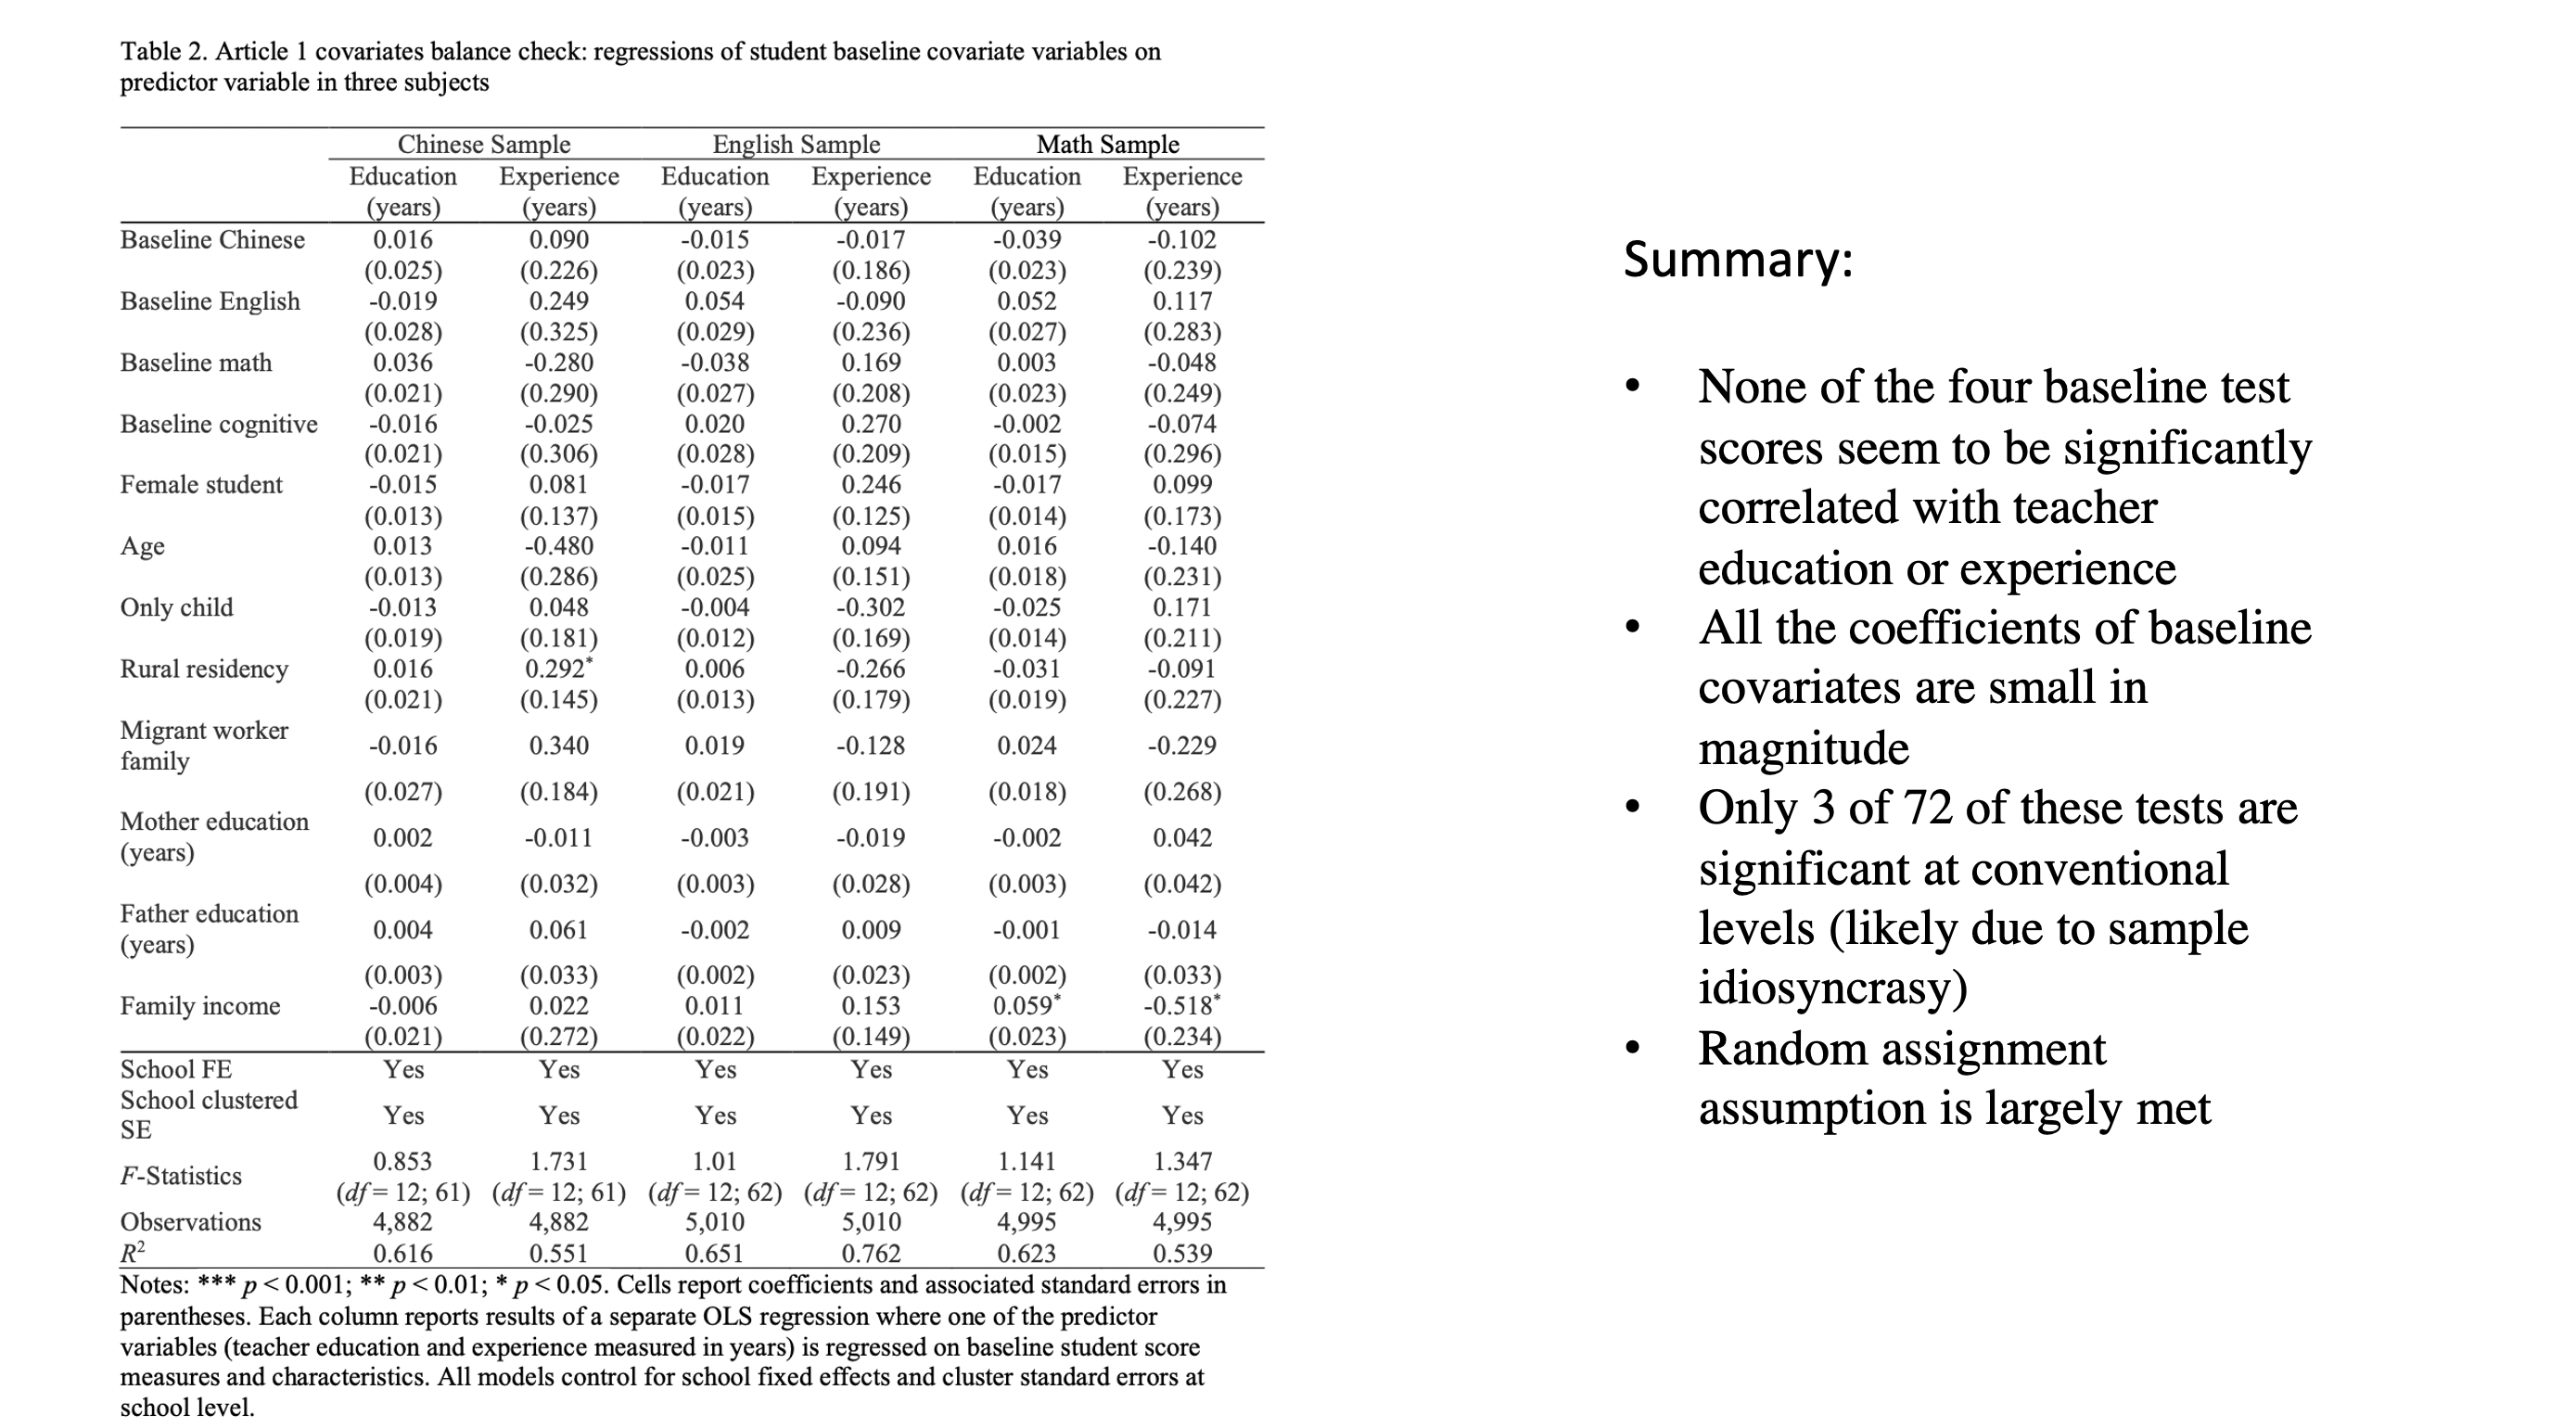 Table 2. Article 1 covariates balance check: regressions of student baseline covariate variables on
predictor variable in three subjects
Chinese Sample English Sample Math Sample
Education Experience Education Experience Education Experience
(years) (years) (years) (years) (years) (years)
Baseline Chinese 0.016 0.090 -0.015 -0.017 -0.039 -0.102
(0.025) (0.226) (0.023) (0.186) (0.023) (0.239)
Baseline English -0.019 0.249 0.054 -0.090 0.052 0.117
(0.028) (0.325) (0.029) (0.236) (0.027) (0.283)
Baseline math 0.036 -0.280 -0.038 0.169 0.003 -0.048
(0.021) (0.290) (0.027) (0.208) (0.023) (0.249)
Baseline cognitive -0.016 -0.025 0.020 0.270 -0.002 -0.074
(0.021) (0.306) (0.028) (0.209) (0.015) (0.296)
Female student -0.015 0.081 -0.017 0.246 -0.017 0.099
(0.013) (0.137) (0.015) (0.125) (0.014) (0.173)
Age 0.013 -0.480 -0.011 0.094 0.016 -0.140
(0.013) (0.286) (0.025) (0.151) (0.018) (0.231)
Only child -0.013 0.048 -0.004 -0.302 -0.025 0.171
(0.019) (0.181) (0.012) (0.169) (0.014) (0.211)
Rural residency 0.016 0.292* 0.006 -0.266 -0.031 -0.091
(0.021) (0.145) (0.013) (0.179) (0.019) (0.227)
Migrant worker
family -0.016 0.340 0.019 -0.128 0.024 -0.229
(0.027) (0.184) (0.021) (0.191) (0.018) (0.268)
Mother education
(years) 0.002 -0.011 -0.003 -0.019 -0.002 0.042
(0.004) (0.032) (0.003) (0.028) (0.003) (0.042)
Father education
(years) 0.004 0.061 -0.002 0.009 -0.001 -0.014
(0.003) (0.033) (0.002) (0.023) (0.002) (0.033)
Family income -0.006 0.022 0.011 0.153 0.059* -0.518*
(0.021) (0.272) (0.022) (0.149) (0.023) (0.234)
School FE Yes Yes Yes Yes Yes Yes
School clustered
SE Yes Yes Yes Yes Yes Yes
F-Statistics 0.853 1.731 1.01 1.791 1.141 1.347
(df = 12; 61) (df = 12; 61) (df = 12; 62) (df = 12; 62) (df = 12; 62) (df = 12; 62)
Observations 4,882 4,882 5,010 5,010 4,995 4,995
R² 0.616 0.551 0.651 0.762 0.623 0.539
Notes: *** p < 0.001; ** p < 0.01; * p < 0.05. Cells report coefficients and associated standard errors in
parentheses. Each column reports results of a separate OLS regression where one of the predictor
variables (teacher education and experience measured in years) is regressed on baseline student score
measures and characteristics. All models control for school fixed effects and cluster standard errors at
school level.
Summary:
• None of the four baseline test
scores seem to be significantly
correlated with teacher
education or experience
• All the coefficients of baseline
covariates are small in
magnitude
• Only 3 of 72 of these tests are
significant at conventional
levels (likely due to sample
idiosyncrasy)
• Random assignment
assumption is largely met